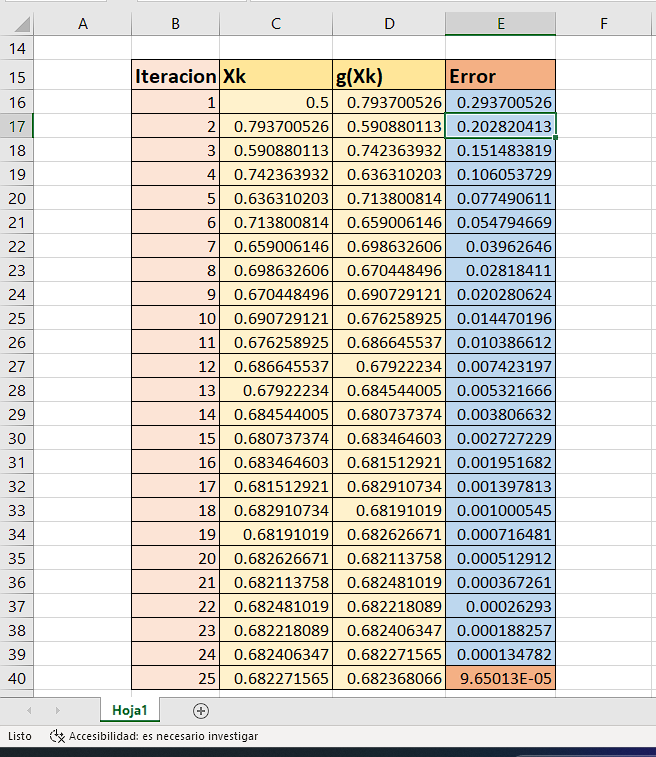 A B C D E F
14
15 Iteracion Xk g(Xk) Error
16 1 0.5 0.793700526 0.293700526
17 2 0.793700526 0.590880113 0.202820413
18 3 0.590880113 0.742363932 0.151483819
19 4 0.742363932 0.636310203 0.106053729
20 5 0.636310203 0.713800814 0.077490611
21 6 0.713800814 0.659006146 0.054794669
22 7 0.659006146 0.698632606 0.03962646
23 8 0.698632606 0.670448496 0.02818411
24 9 0.670448496 0.690729121 0.020280624
25 10 0.690729121 0.676258925 0.014470196
26 11 0.676258925 0.686645537 0.010386612
27 12 0.686645537 0.67922234 0.007423197
28 13 0.67922234 0.684544005 0.005321666
29 14 0.684544005 0.680737374 0.003806632
30 15 0.680737374 0.683464603 0.002727229
31 16 0.683464603 0.681512921 0.001951682
32 17 0.681512921 0.682910734 0.001397813
33 18 0.682910734 0.68191019 0.001000545
34 19 0.68191019 0.682626671 0.000716481
35 20 0.682626671 0.682113758 0.000512912
36 21 0.682113758 0.682481019 0.000367261
37 22 0.682481019 0.682218089 0.00026293
38 23 0.682218089 0.682406347 0.000188257
39 24 0.682406347 0.682271565 0.000134782
40 25 0.682271565 0.682368066 9.65013E-05
Hoja1
Listo Accesibilidad: es necesario investigar